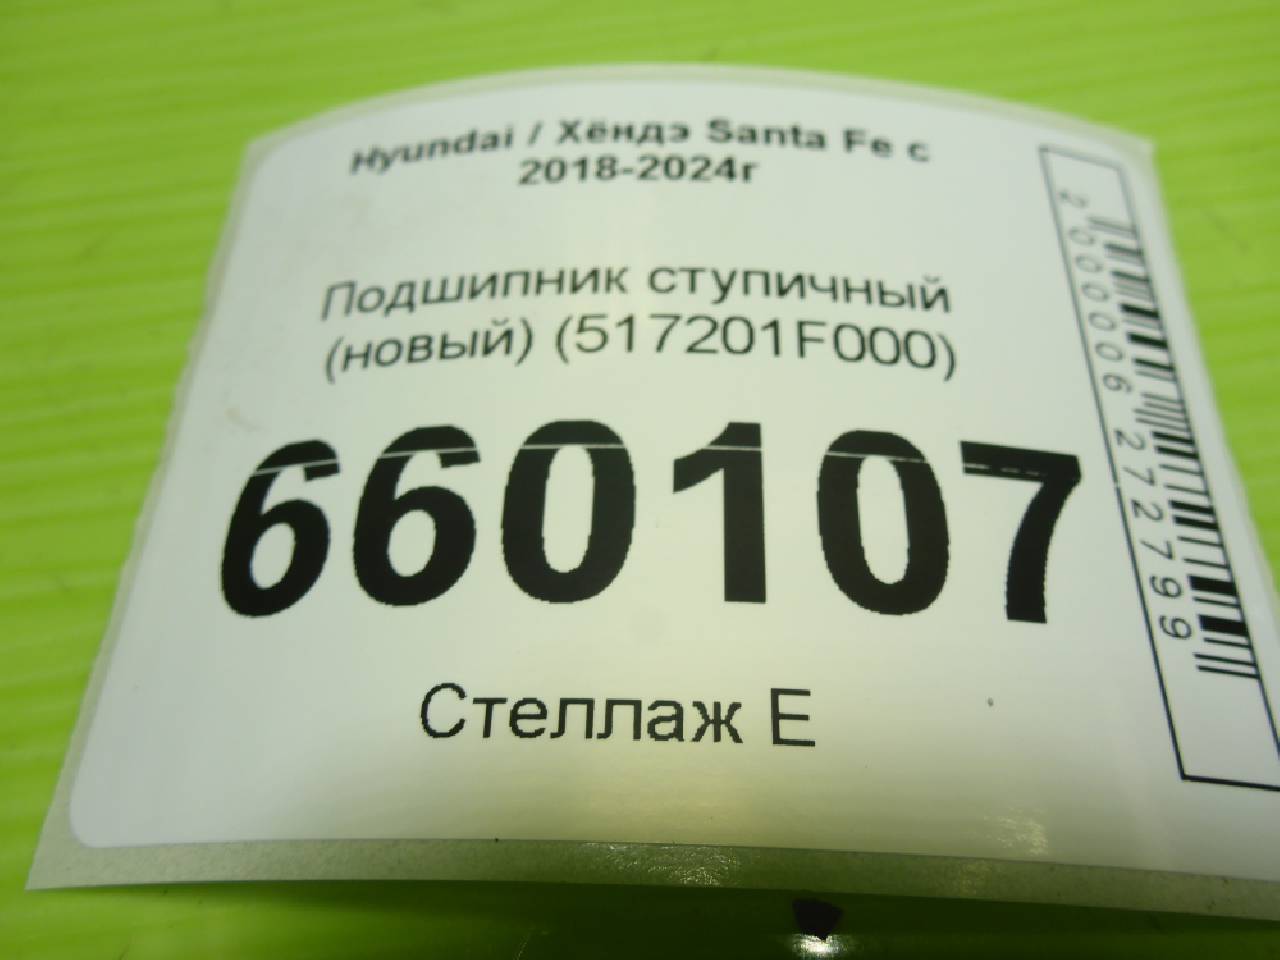 Hyundai / Хёндэ Santa Fe с
2018-2024г
Подшипник ступичный
(новый) (517201F000)
660107
Стеллаж Е
2000006272799